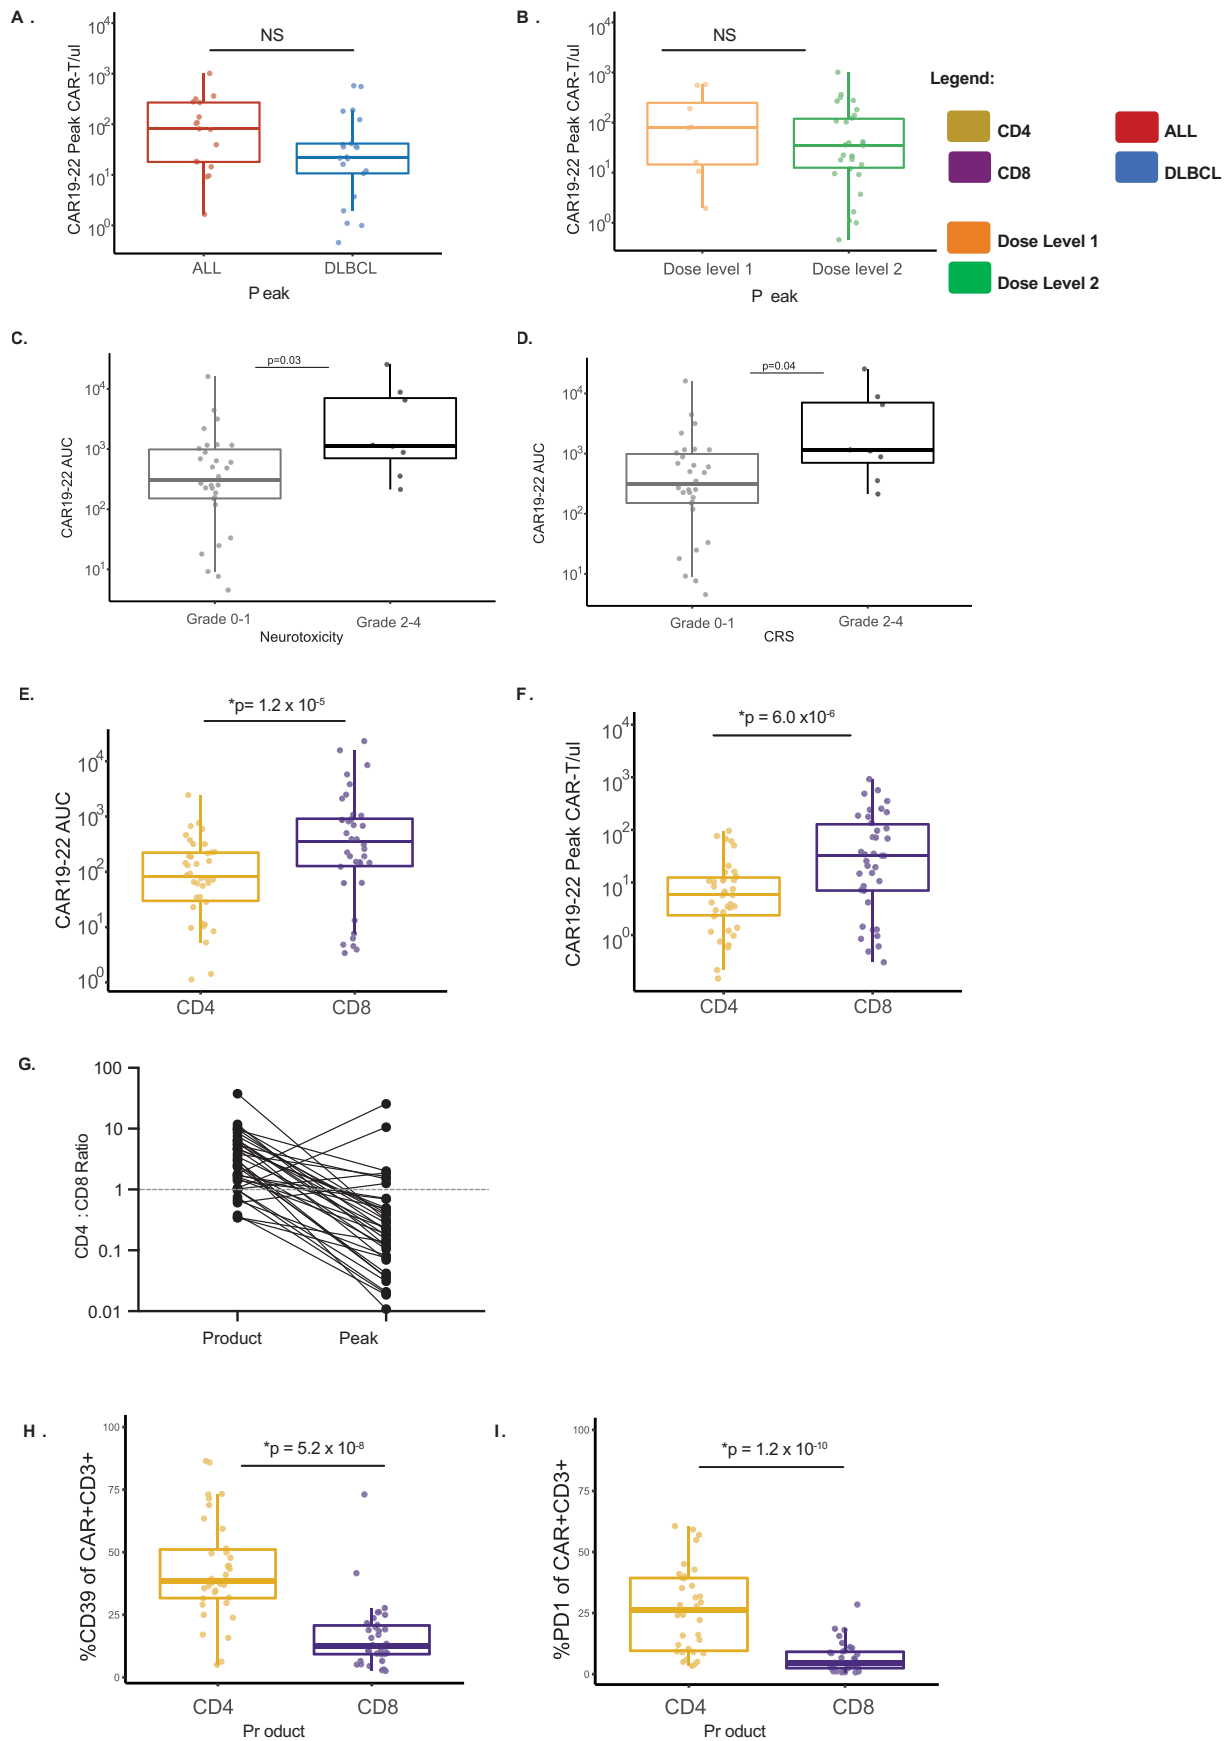 A .
CAR19-22 Peak CAR-T/ul
10^4
10^3
10^2
10^1
10^0
NS
ALL
DLBCL
P eak
B .
CAR19-22 Peak CAR-T/ul
10^4
10^3
10^2
10^1
10^0
NS
Dose level 1
Dose level 2
P eak
Legend:
CD4
ALL
CD8
DLBCL
Dose Level 1
Dose Level 2
C.
CAR19-22 AUC
10^4
10^3
10^2
10^1
p=0.03
Grade 0-1
Grade 2-4
Neurotoxicity
D.
CAR19-22 AUC
10^4
10^3
10^2
10^1
p=0.04
Grade 0-1
Grade 2-4
CRS
E.
CAR19-22 AUC
10^4
10^3
10^2
10^1
10^0
*p= 1.2 x 10^-5
CD4
CD8
F .
CAR19-22 Peak CAR-T/ul
10^4
10^3
10^2
10^1
10^0
*p = 6.0 x10^-6
CD4
CD8
G.
CD4 : CD8 Ratio
100
10
1
0.1
0.01
Product
Peak
H .
%CD39 of CAR+CD3+
100
75
50
25
0
*p = 5.2 x 10^-8
CD4
CD8
Pr oduct
I.
%PD1 of CAR+CD3+
100
75
50
25
0
*p = 1.2 x 10^-10
CD4
CD8
Pr oduct